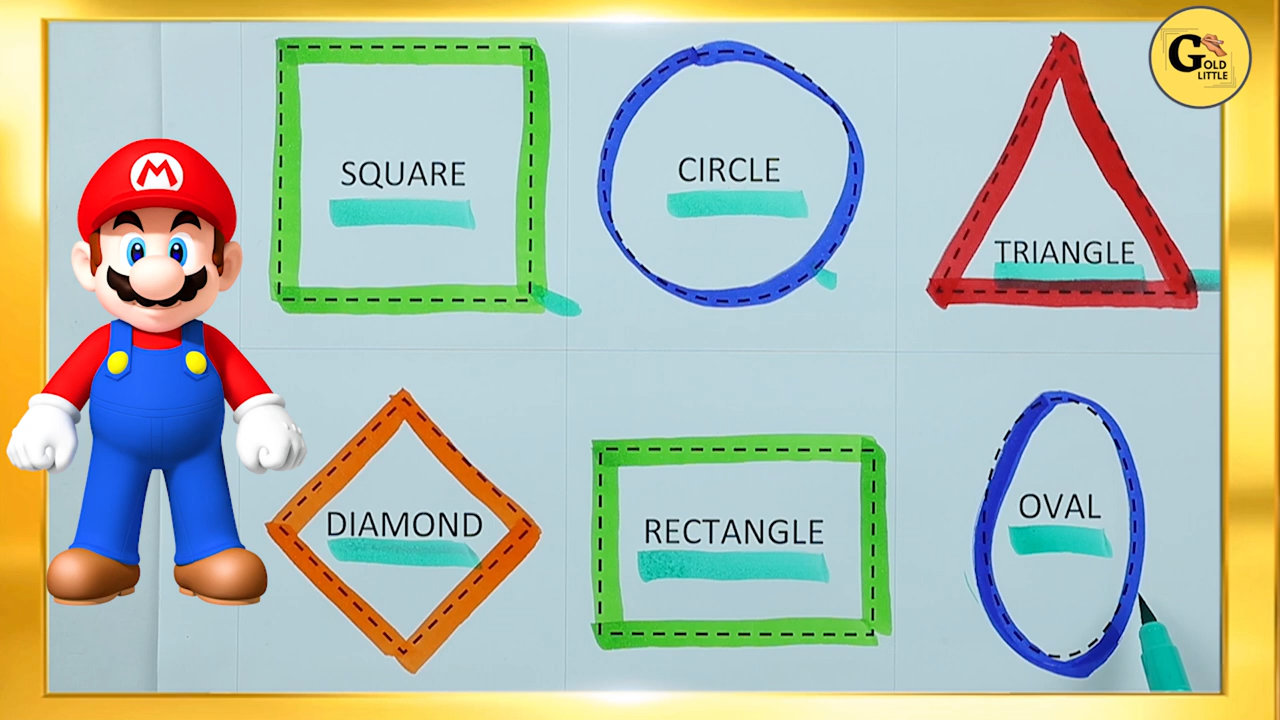 SQUARE
CIRCLE
TRIANGLE
DIAMOND
RECTANGLE
OVAL
M
GOLD
LITTLE